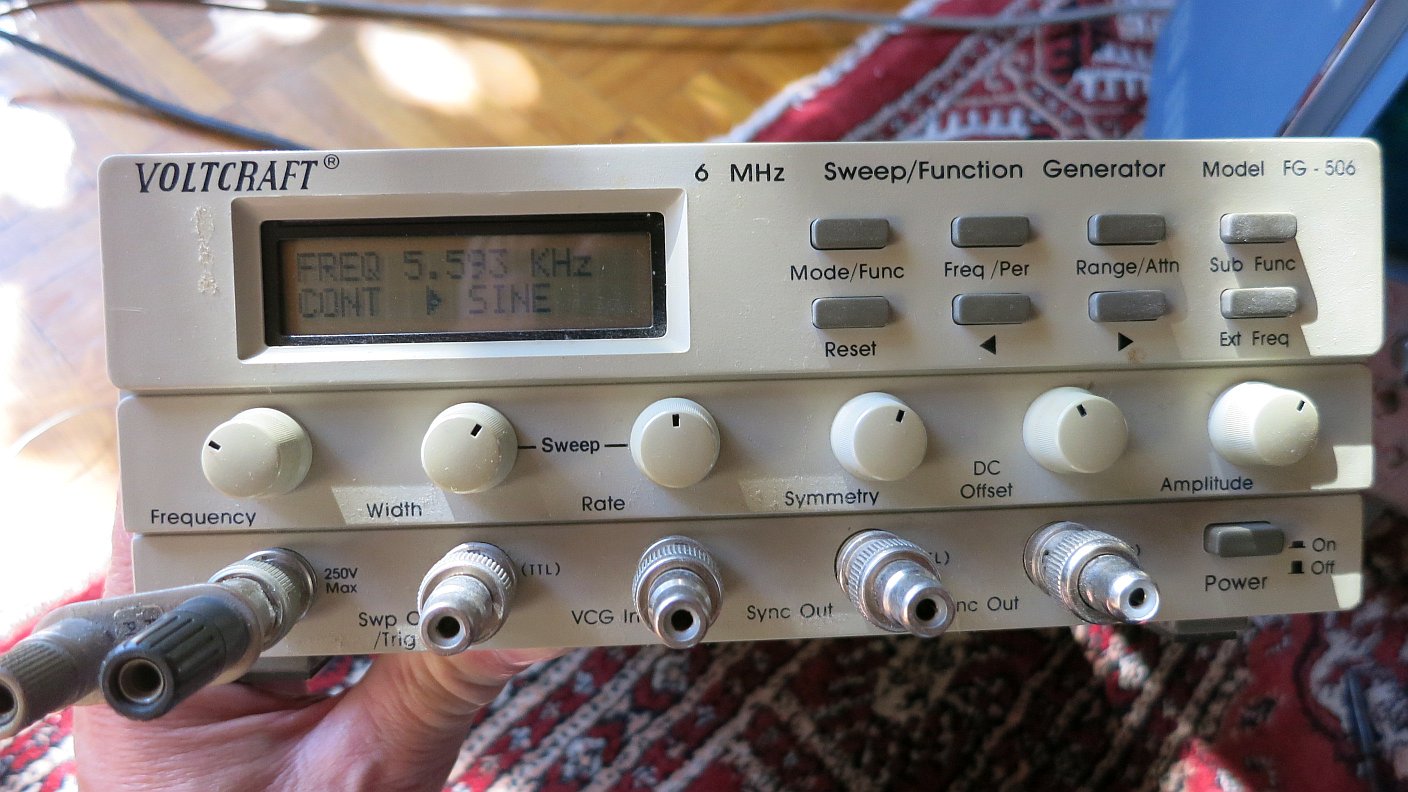 VOLTCRAFT ® 6 MHz Sweep/Function Generator Model FG - 506
FREQ 5.593 KHz
CONT SINE
Mode/Func Freq /Per Range/Attn Sub Func
Reset Ext Freq
Sweep
Frequency Width Rate Symmetry DC Offset Amplitude
250V Max (TTL)
On
Off
Swp
/Trig
VCG In Sync Out Out Power